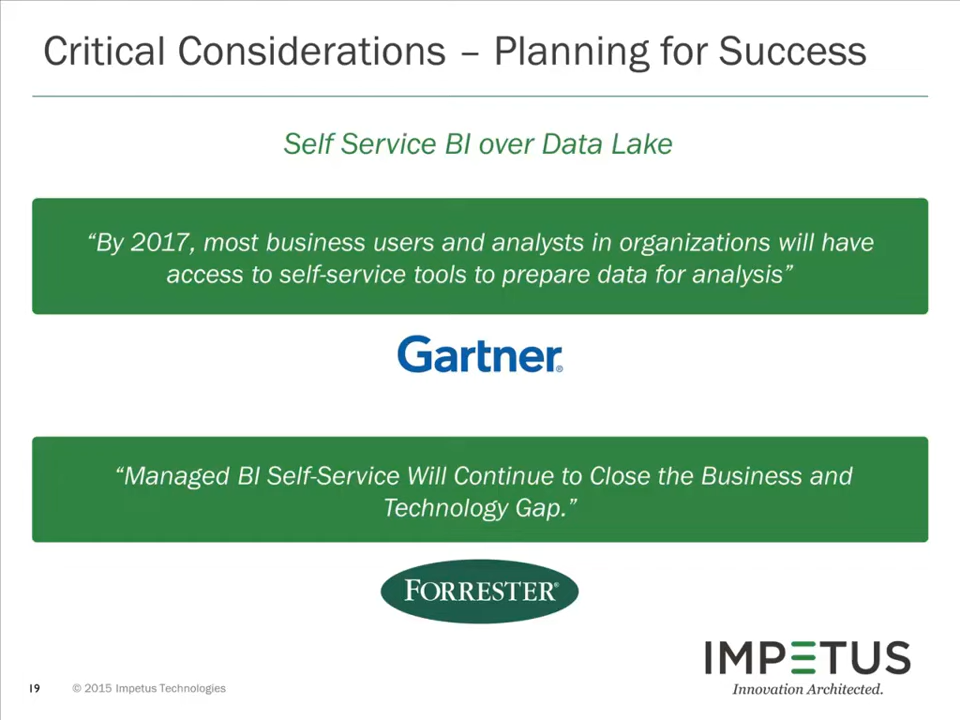 Critical Considerations – Planning for Success
Self Service BI over Data Lake
“By 2017, most business users and analysts in organizations will have
access to self-service tools to prepare data for analysis”
Gartner®
“Managed BI Self-Service Will Continue to Close the Business and
Technology Gap.”
FORRESTER®
IMPETUS
Innovation Architected.
19 © 2015 Impetus Technologies